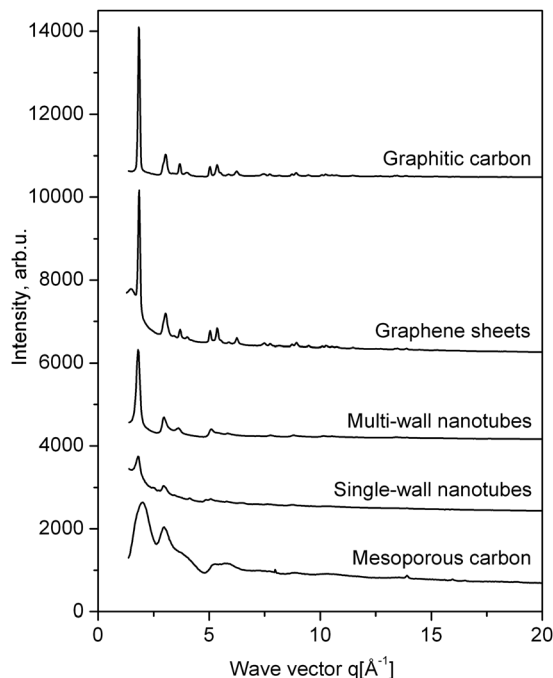 14000
12000
Graphitic carbon
10000
8000
Graphene sheets
6000
Multi-wall nanotubes
4000
Single-wall nanotubes
2000
Mesoporous carbon
0
0 5 10 15 20
Intensity, arb.u.
Wave vector q[Å⁻¹]